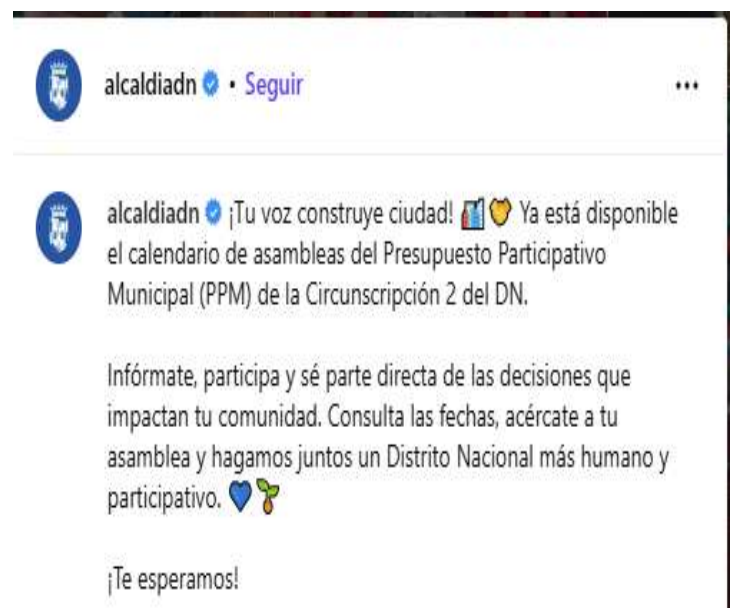 alcaldiadn • Seguir
alcaldiadn ¡Tu voz construye ciudad! 🏙️💛 Ya está disponible
el calendario de asambleas del Presupuesto Participativo
Municipal (PPM) de la Circunscripción 2 del DN.
Infórmate, participa y sé parte directa de las decisiones que
impactan tu comunidad. Consulta las fechas, acércate a tu
asamblea y hagamos juntos un Distrito Nacional más humano y
participativo. 💙🌱
¡Te esperamos!